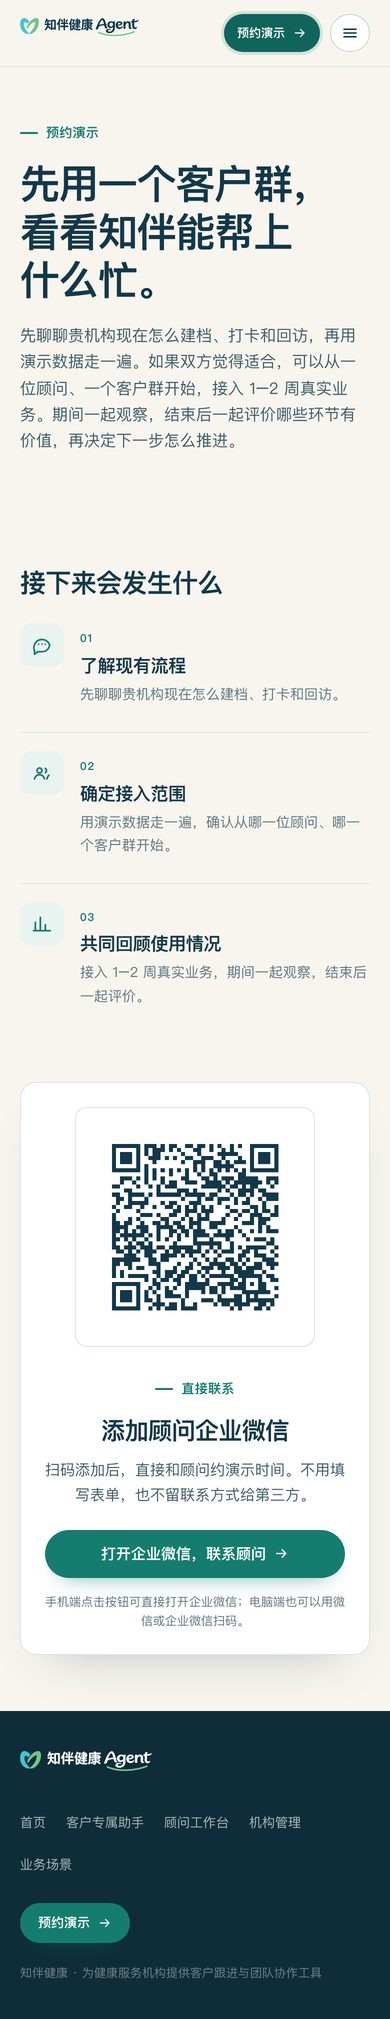 知伴健康 Agent
预约演示 →
预约演示
先用一个客户群，
看看知伴能帮上
什么忙。
先聊聊贵机构现在怎么建档、打卡和回访，再用
演示数据走一遍。如果双方觉得适合，可以从一
位顾问、一个客户群开始，接入 1—2 周真实业
务。期间一起观察，结束后一起评价哪些环节有
价值，再决定下一步怎么推进。
接下来会发生什么
01
了解现有流程
先聊聊贵机构现在怎么建档、打卡和回访。
02
确定接入范围
用演示数据走一遍，确认从哪一位顾问、哪一
个客户群开始。
03
共同回顾使用情况
接入 1—2 周真实业务，期间一起观察，结束后
一起评价。
直接联系
添加顾问企业微信
扫码添加后，直接和顾问约演示时间。不用填
写表单，也不留联系方式给第三方。
打开企业微信，联系顾问 →
手机端点击按钮可直接打开企业微信；电脑端也可以用微
信或企业微信扫码。
知伴健康 Agent
首页 客户专属助手 顾问工作台 机构管理
业务场景
预约演示 →
知伴健康 · 为健康服务机构提供客户跟进与团队协作工具